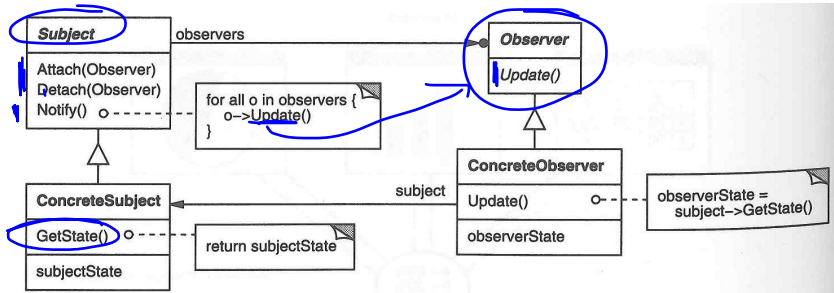 Subject
Attach(Observer)
Detach(Observer)
Notify()
observers
Observer
Update()
for all o in observers {
o->Update()
}
ConcreteSubject
GetState()
subjectState
return subjectState
subject
ConcreteObserver
Update()
observerState
observerState =
subject->GetState()